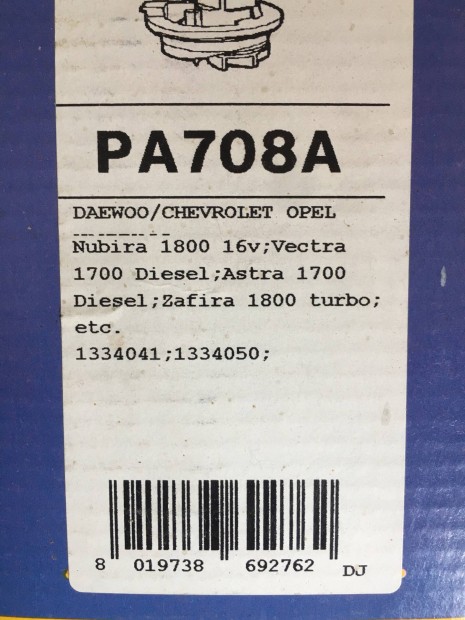 PA708A
DAEWOO/CHEVROLET OPEL
Nubira 1800 16v;Vectra
1700 Diesel;Astra 1700
Diesel;Zafira 1800 turbo;
etc.
1334041;1334050;
8 019738 692762 DJ